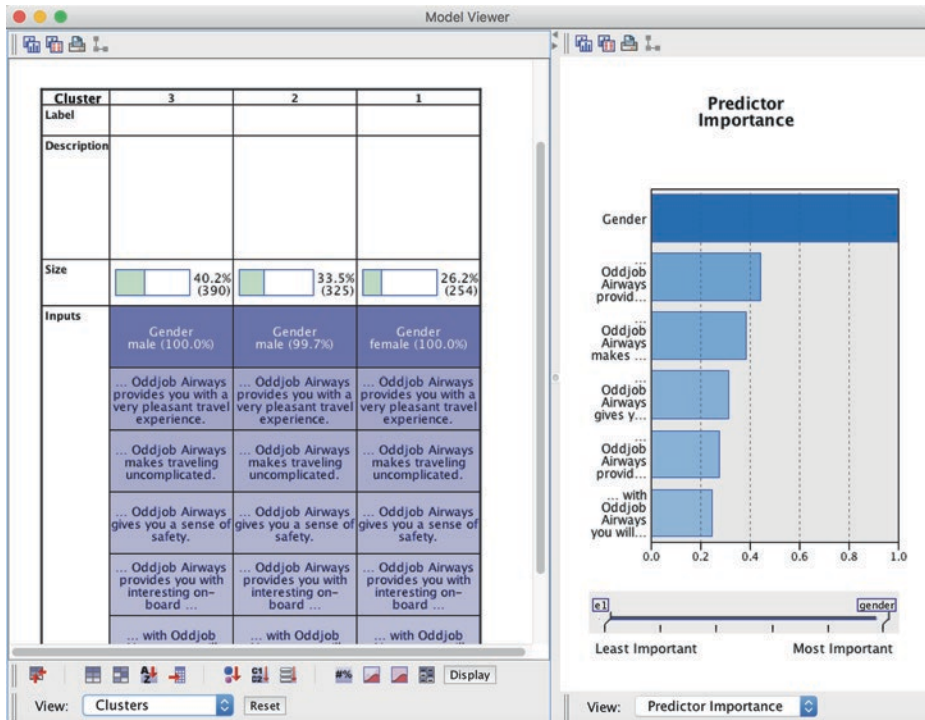 Model Viewer
Cluster 3 2 1
Label
Description
Size
40.2%
(390)
33.5%
(325)
26.2%
(254)
Inputs
Gender
male (100.0%)
Gender
male (99.7%)
Gender
female (100.0%)
... Oddjob Airways
provides you with a
very pleasant travel
experience.
... Oddjob Airways
provides you with a
very pleasant travel
experience.
... Oddjob Airways
provides you with a
very pleasant travel
experience.
... Oddjob Airways
makes traveling
uncomplicated.
... Oddjob Airways
makes traveling
uncomplicated.
... Oddjob Airways
makes traveling
uncomplicated.
... Oddjob Airways
gives you a sense of
safety.
... Oddjob Airways
gives you a sense of
safety.
... Oddjob Airways
gives you a sense of
safety.
... Oddjob Airways
provides you with
interesting on-
board ...
... Oddjob Airways
provides you with
interesting on-
board ...
... Oddjob Airways
provides you with
interesting on-
board ...
... with Oddjob
... with Oddjob
... with Oddjob
#%
Display
View: Clusters Reset
Predictor
Importance
Gender
...
Oddjob
Airways
provid...
...
Oddjob
Airways
makes ...
...
Oddjob
Airways
gives y...
...
Oddjob
Airways
provid...
... with
Oddjob
Airways
you will...
0.0 0.2 0.4 0.6 0.8 1.0
e1 gender
Least Important Most Important
View: Predictor Importance